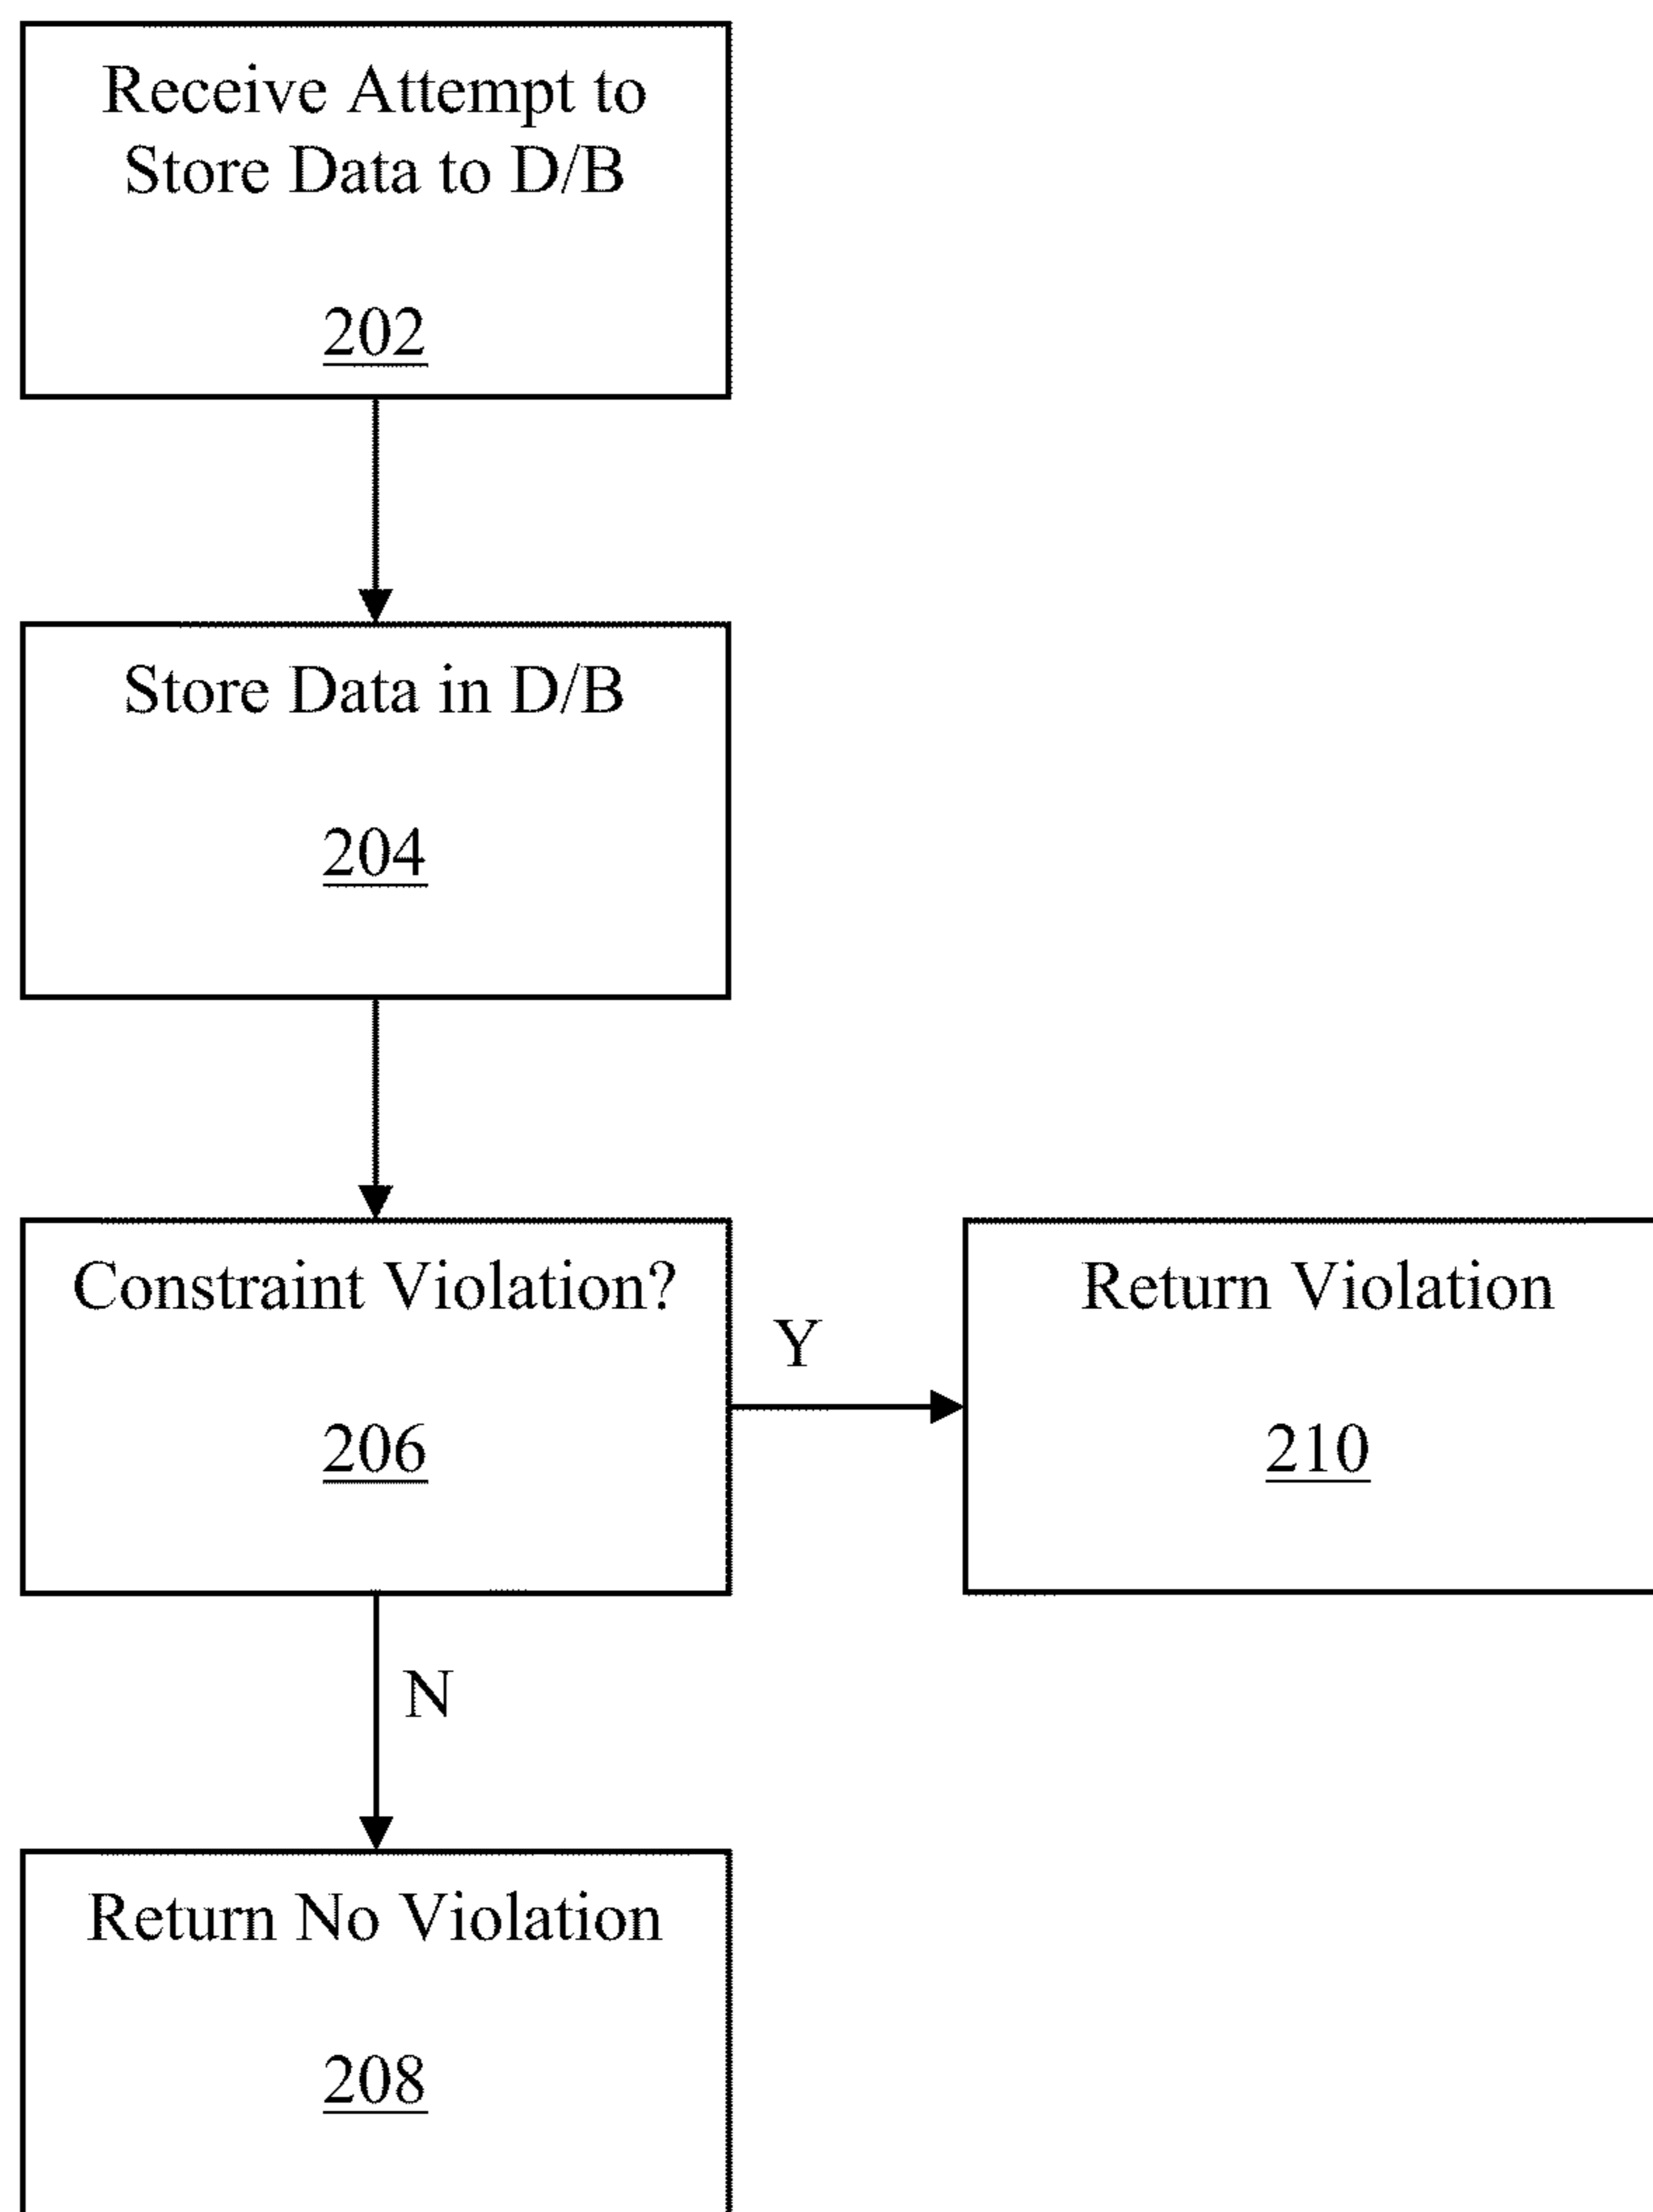 Receive Attempt to
Store Data to D/B
202
Store Data in D/B
204
Constraint Violation?
206
Y
Return Violation
210
N
Return No Violation
208